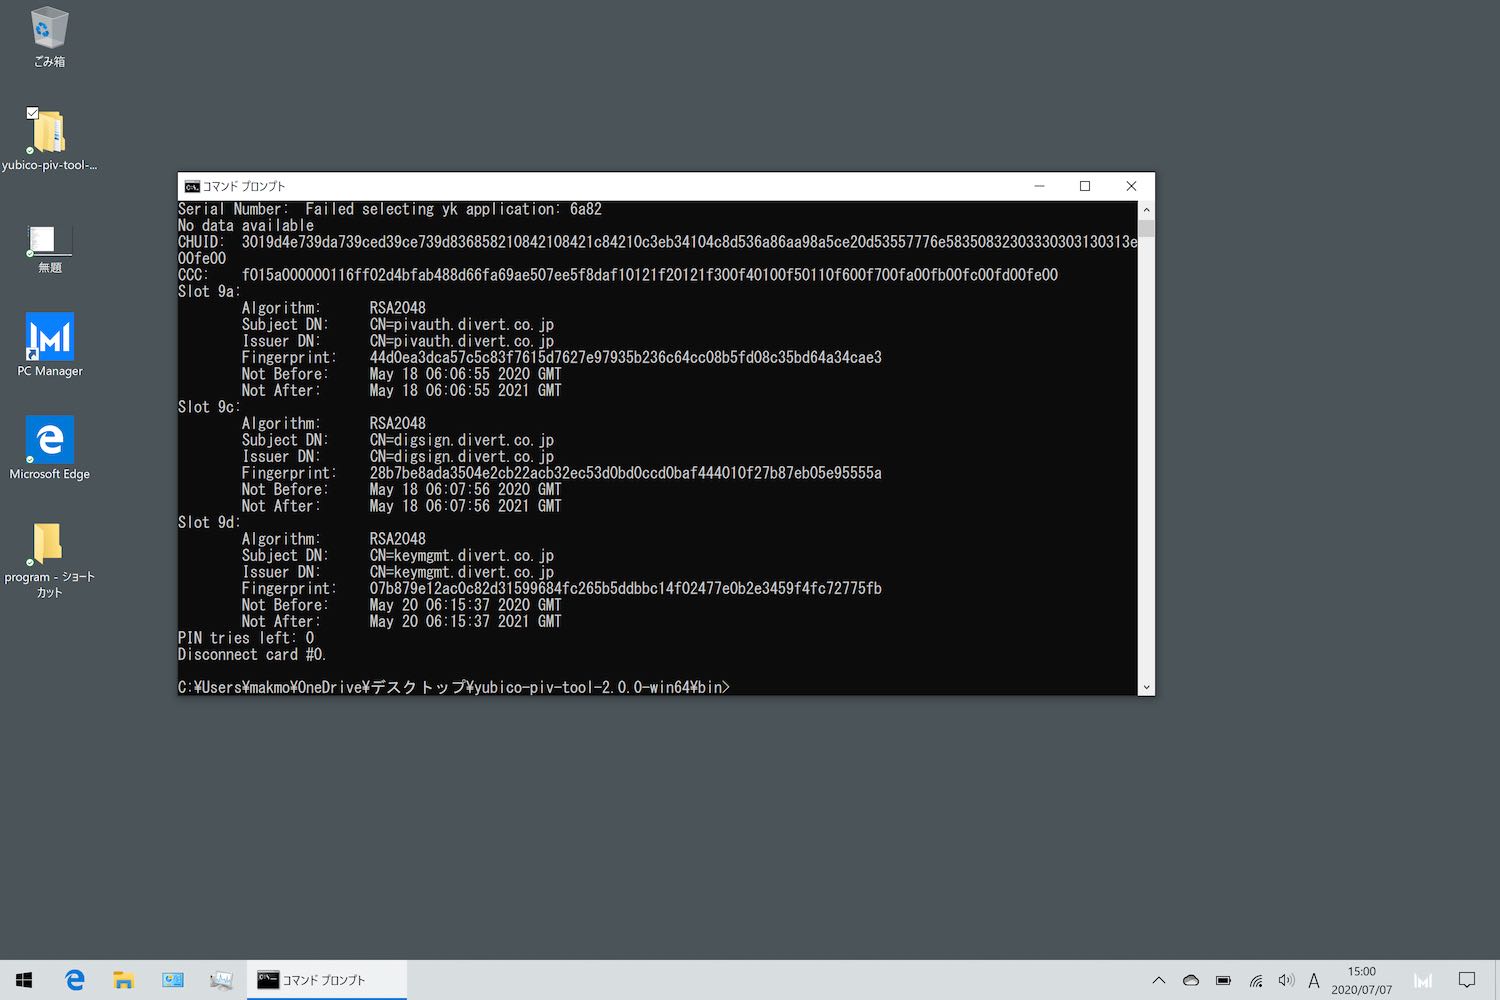 ごみ箱
yubico-piv-tool-...
無題
PC Manager
Microsoft Edge
program - ショート
カット
コマンド プロンプト
Serial Number:  Failed selecting yk application: 6a82
No data available
CHUID:  3019d4e739da739ced39ce739d836858210842108421c84210c3eb34104c8d536a86aa98a5ce20d53557776e583508323033303031303​13e
00fe00
CCC:    f015a000000116ff02d4bfab488d66fa69ae507ee5f8daf10121f20121f300f40100f50110f600f700fa00fb00fc00fd00fe00
Slot 9a:
Algorithm:      RSA2048
Subject DN:     CN=pivauth.divert.co.jp
Issuer DN:      CN=pivauth.divert.co.jp
Fingerprint:    44d0ea3dca57c5c83f7615d7627e97935b236c64cc08b5fd08c35bd64a34cae3
Not Before:     May 18 06:06:55 2020 GMT
Not After:      May 18 06:06:55 2021 GMT
Slot 9c:
Algorithm:      RSA2048
Subject DN:     CN=digsign.divert.co.jp
Issuer DN:      CN=digsign.divert.co.jp
Fingerprint:    28b7be8ada3504e2cb22acb32ec53d0bd0ccd0baf444010f27b87eb05e95555a
Not Before:     May 18 06:07:56 2020 GMT
Not After:      May 18 06:07:56 2021 GMT
Slot 9d:
Algorithm:      RSA2048
Subject DN:     CN=keymgmt.divert.co.jp
Issuer DN:      CN=keymgmt.divert.co.jp
Fingerprint:    07b879e12ac0c82d31599684fc265b5ddbbc14f02477e0b2e3459f4fc72775fb
Not Before:     May 20 06:15:37 2020 GMT
Not After:      May 20 06:15:37 2021 GMT
PIN tries left: 0
Disconnect card #0.
C:¥Users¥makmo¥OneDrive¥デスクトップ¥yubico-piv-tool-2.0.0-win64¥bin>
コマンド プロンプト
A
15:00
2020/07/07